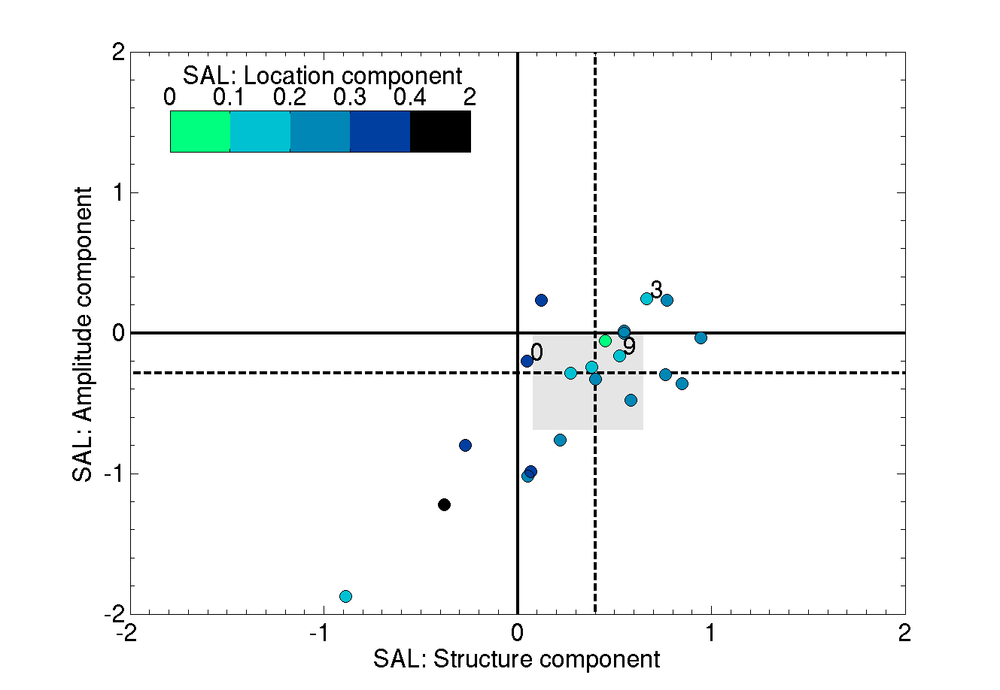 2
SAL: Location component
0 0.1 0.2 0.3 0.4 2
1
SAL: Amplitude component
3
0
9
0
-1
-2
-2 -1 0 1 2
SAL: Structure component